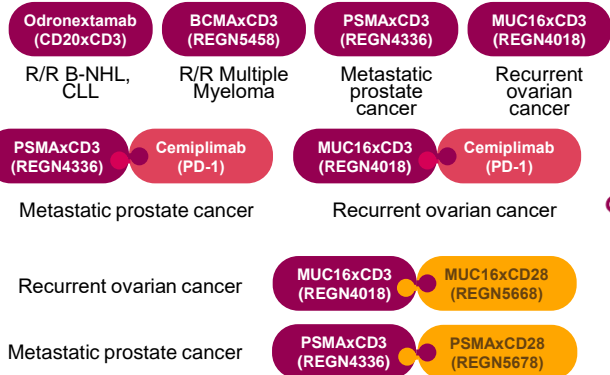 Odronextamab
(CD20xCD3)
BCMAxCD3
(REGN5458)
PSMAxCD3
(REGN4336)
MUC16xCD3
(REGN4018)
R/R B-NHL,
CLL
R/R Multiple
Myeloma
Metastatic
prostate
cancer
Recurrent
ovarian
cancer
PSMAxCD3
(REGN4336)
Cemiplimab
(PD-1)
MUC16xCD3
(REGN4018)
Cemiplimab
(PD-1)
Metastatic prostate cancer
Recurrent ovarian cancer
Recurrent ovarian cancer
MUC16xCD3
(REGN4018)
MUC16xCD28
(REGN5668)
Metastatic prostate cancer
PSMAxCD3
(REGN4336)
PSMAxCD28
(REGN5678)